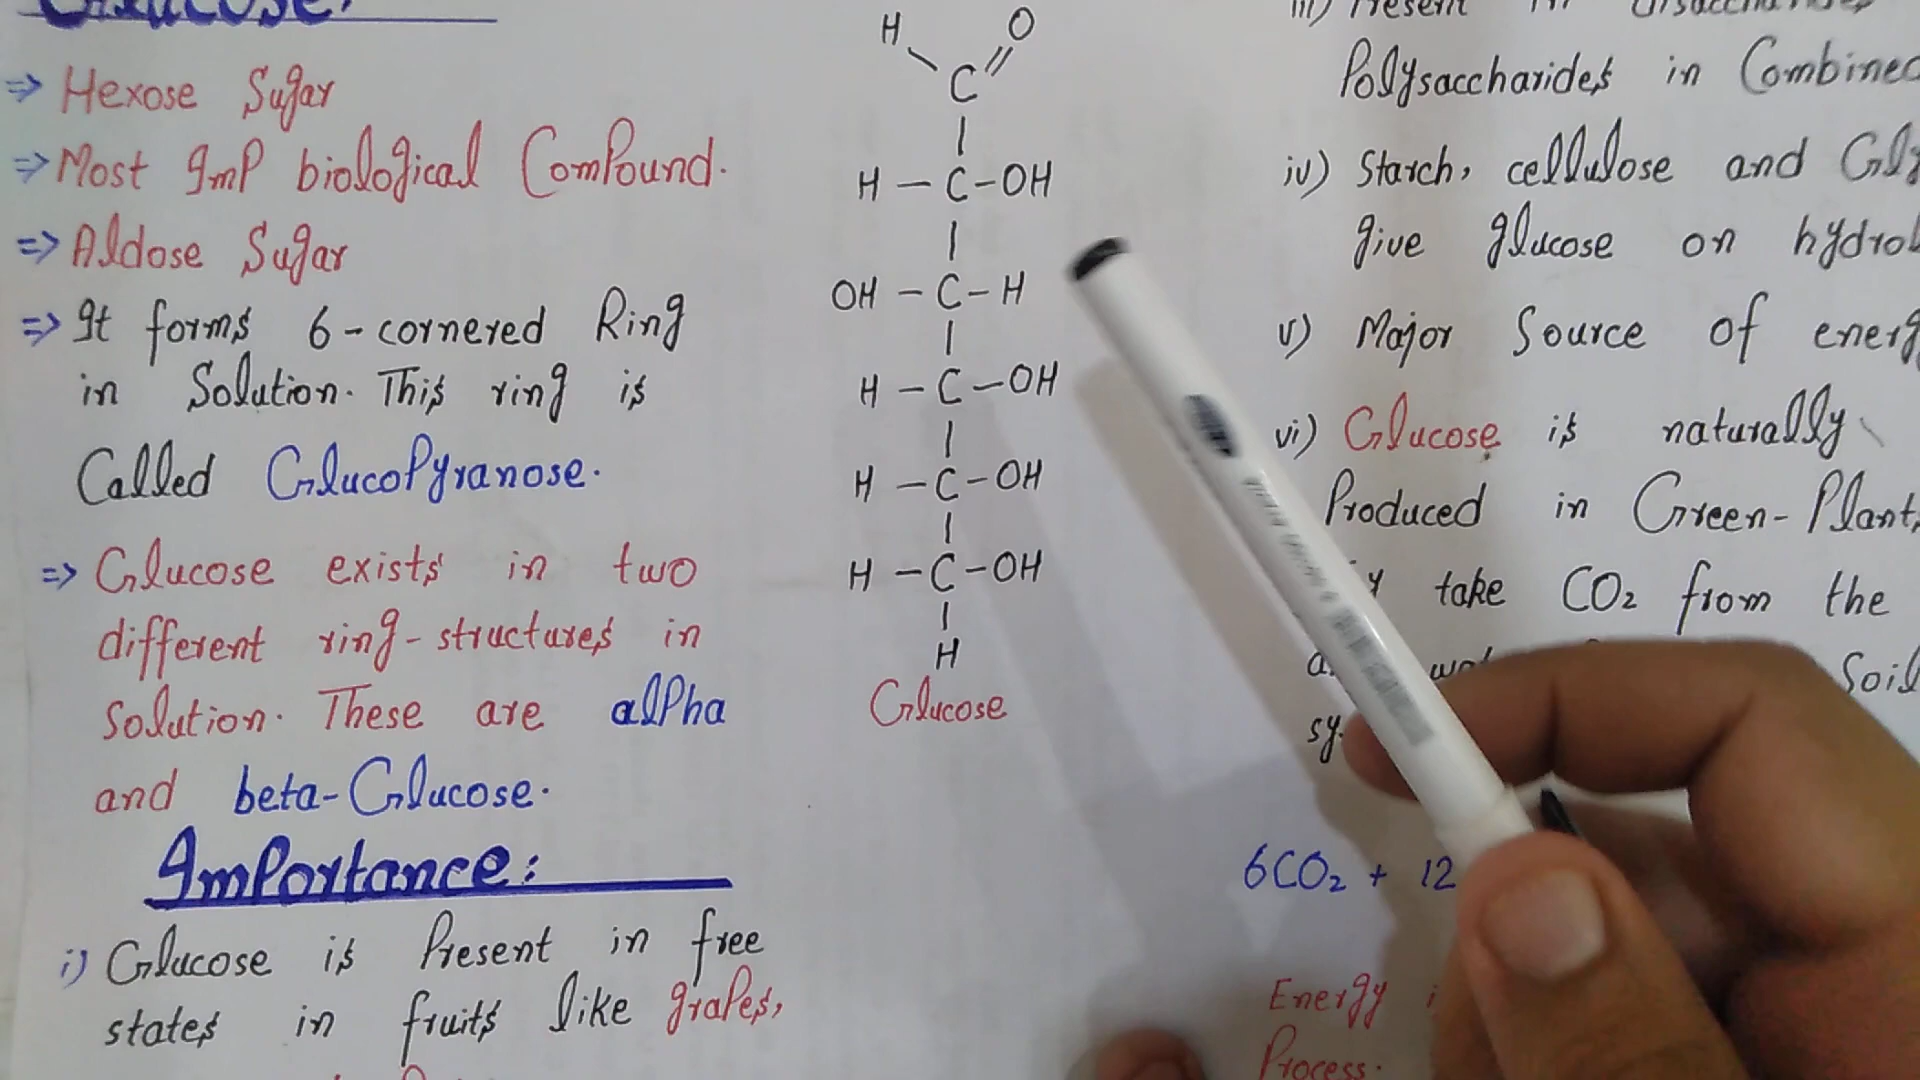 Glucose:
=> Hexose Sugar
=> Most Imp biological Compound.
=> Aldose Sugar
=> It forms 6-cornered Ring
in Solution. This ring is
Called GlucoPyranose.
=> Glucose exists in two
different ring-structures in
Solution. These are alpha
and beta-Glucose.
Importance:
i) Glucose is Present in free
states in fruits like grapes,
H O
C
H - C - OH
OH - C - H
H - C - OH
H - C - OH
H - C - OH
H
Glucose
iii) Present in
Polysaccharides in
iv) Starch, cellulose and
give glucose on
v) Major Source of
vi) Glucose is naturally
Produced in Green-
take CO2 from the
6CO2 + 12
Energy
Process.